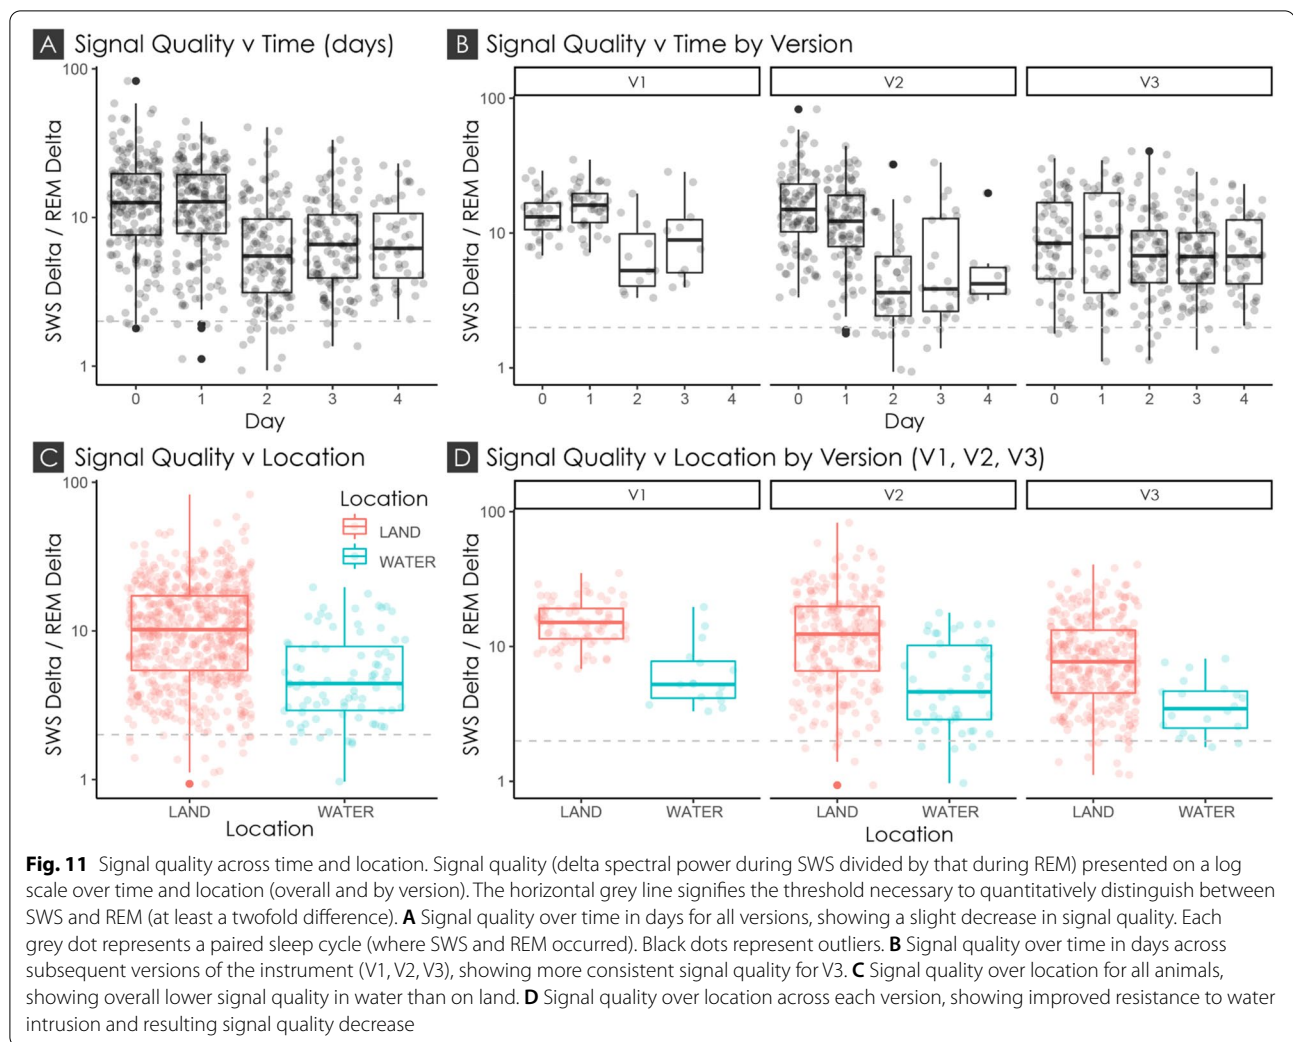 A Signal Quality v Time (days)
100
10
1
SWS Delta / REM Delta
0 1 2 3 4
Day
B Signal Quality v Time by Version
V1 V2 V3
100
10
1
SWS Delta / REM Delta
0 1 2 3 4 0 1 2 3 4 0 1 2 3 4
Day Day
C Signal Quality v Location
100
10
1
SWS Delta / REM Delta
Location
LAND
WATER
LAND WATER
Location
D Signal Quality v Location by Version (V1, V2, V3)
V1 V2 V3
100
10
1
SWS Delta / REM Delta
LAND WATER LAND WATER LAND WATER
Location
Fig. 11 Signal quality across time and location. Signal quality (delta spectral power during SWS divided by that during REM) presented on a log
scale over time and location (overall and by version). The horizontal grey line signifies the threshold necessary to quantitatively distinguish between
SWS and REM (at least a twofold difference). A Signal quality over time in days for all versions, showing a slight decrease in signal quality. Each
grey dot represents a paired sleep cycle (where SWS and REM occurred). Black dots represent outliers. B Signal quality over time in days across
subsequent versions of the instrument (V1, V2, V3), showing more consistent signal quality for V3. C Signal quality over location for all animals,
showing overall lower signal quality in water than on land. D Signal quality over location across each version, showing improved resistance to water
intrusion and resulting signal quality decrease